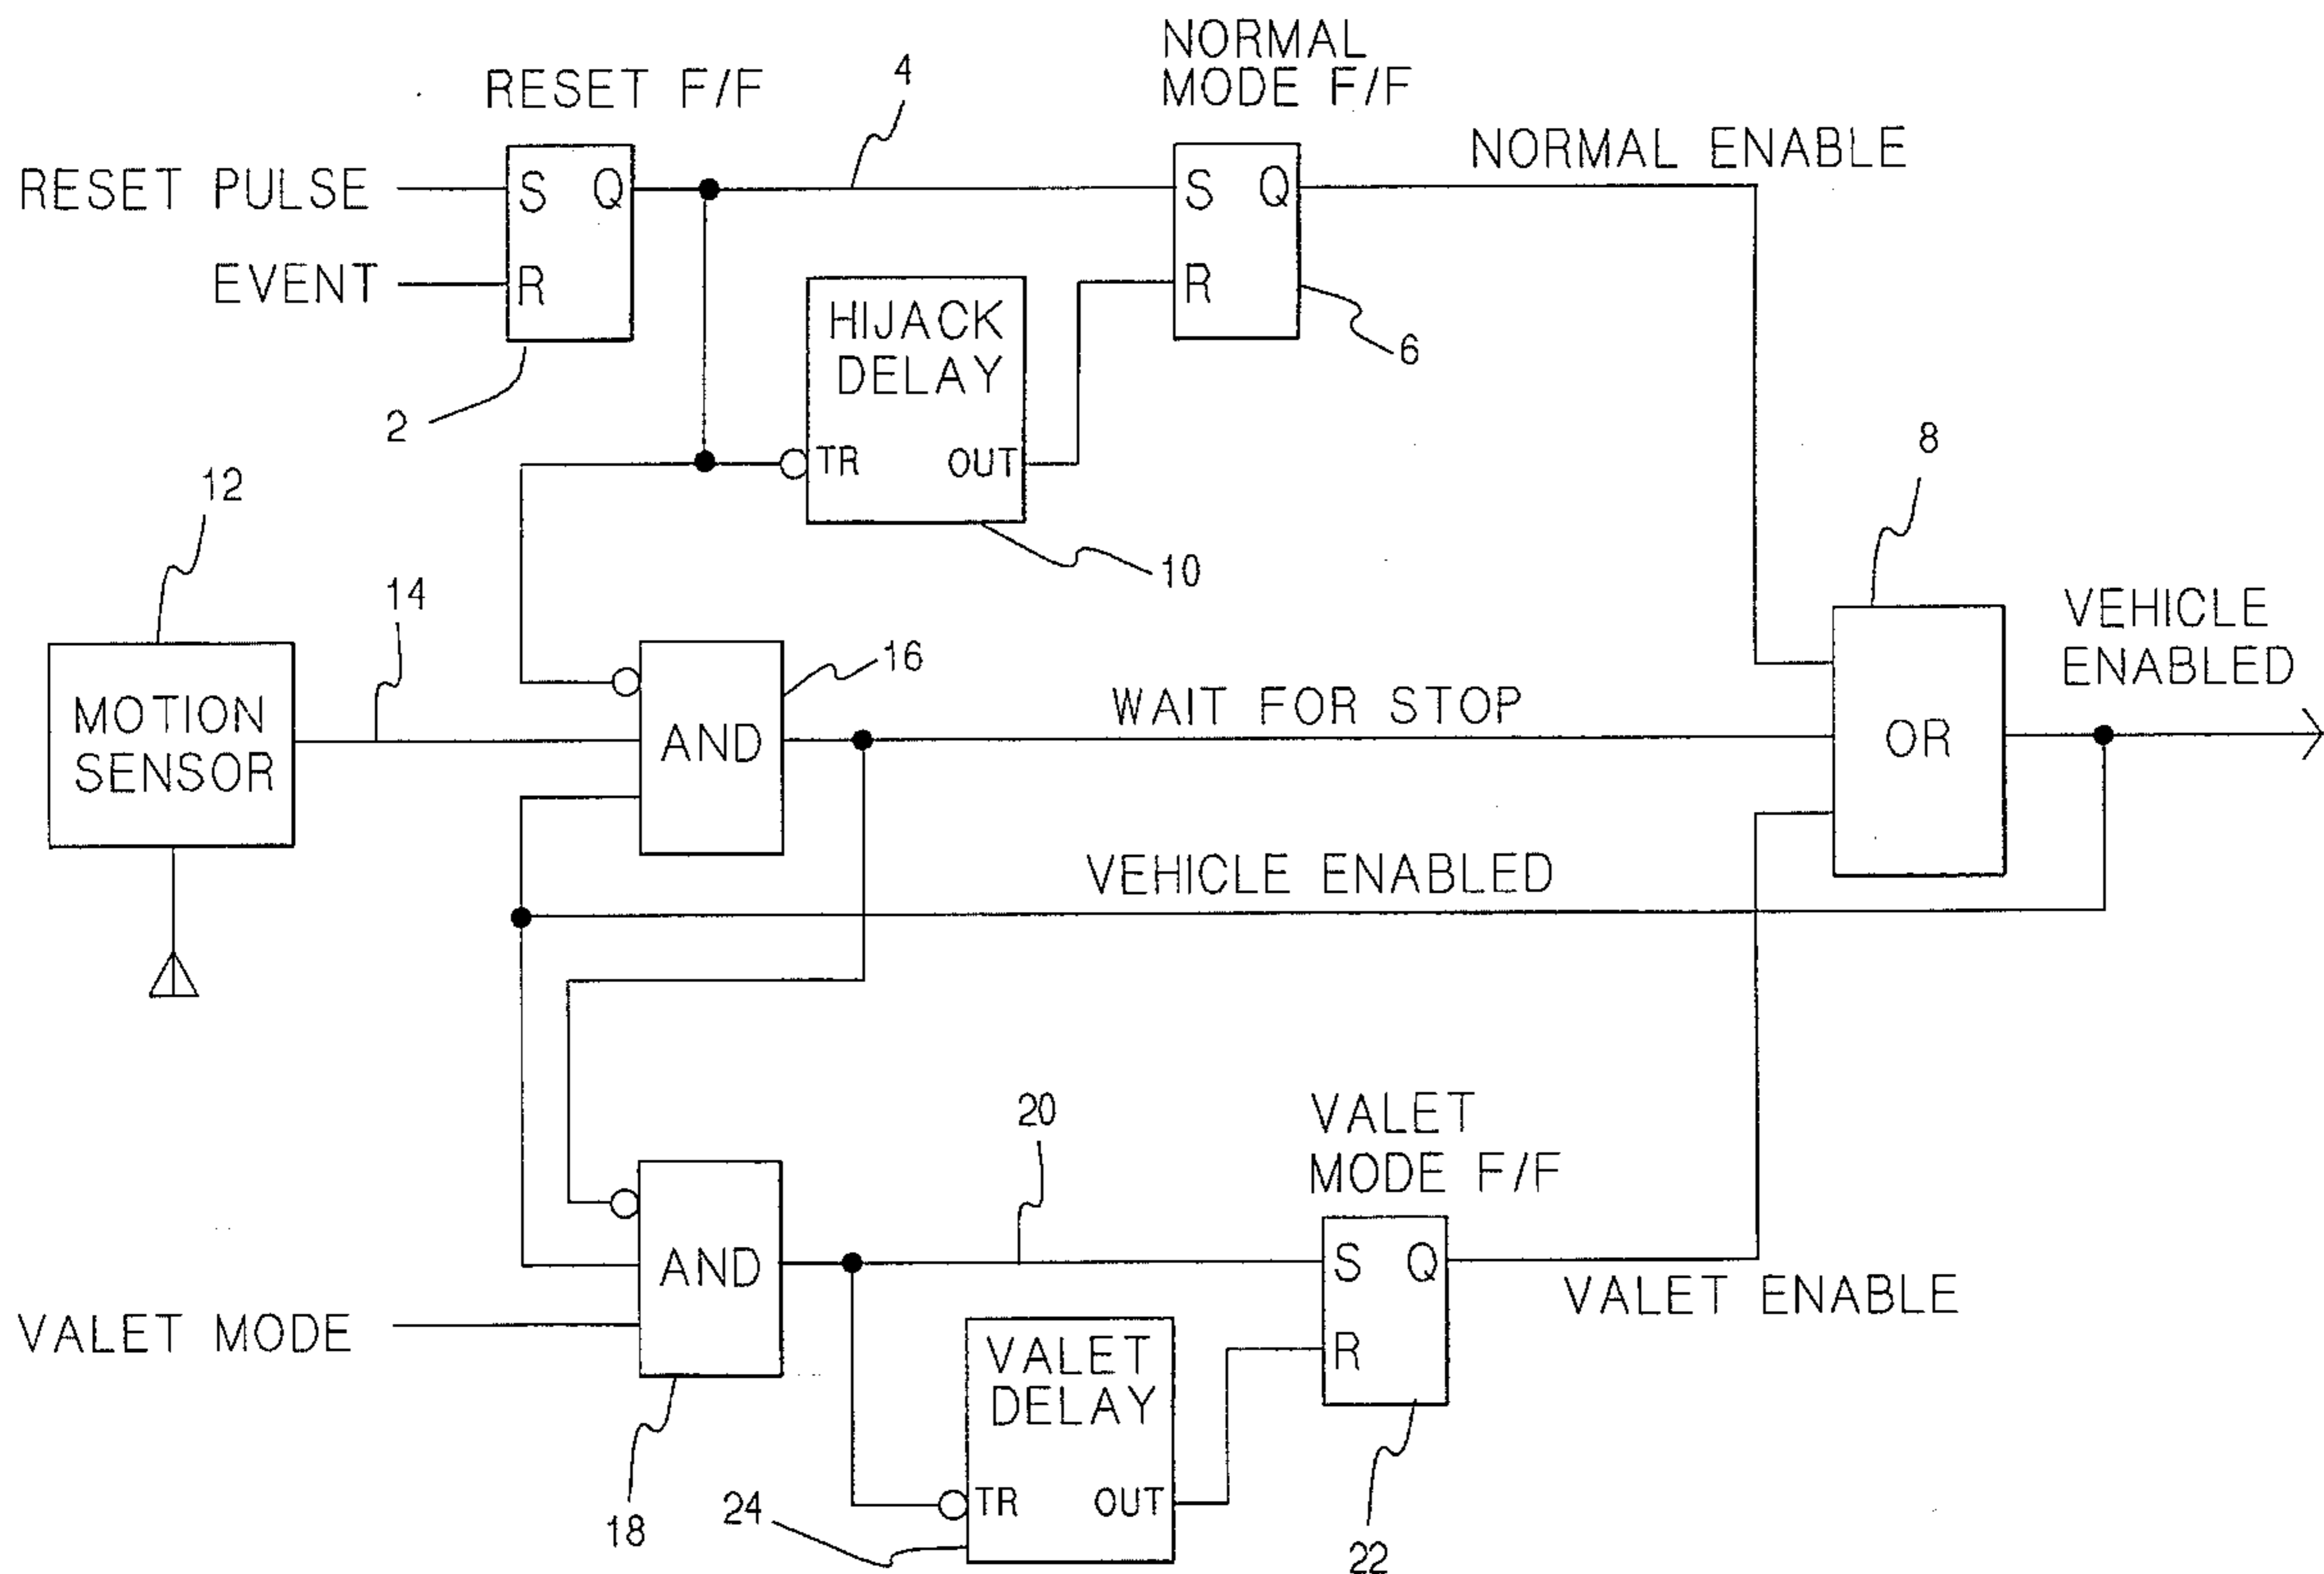 NORMAL
MODE F/F
4
RESET F/F
NORMAL ENABLE
RESET PULSE
S Q
S Q
EVENT
R
R
HIJACK
DELAY
6
2
TR OUT
8
12
10
14
VEHICLE
ENABLED
16
MOTION
SENSOR
AND
WAIT FOR STOP
OR
VEHICLE ENABLED
20
VALET
MODE F/F
AND
S Q
VALET ENABLE
VALET MODE
VALET
DELAY
R
TR OUT
24
18
22